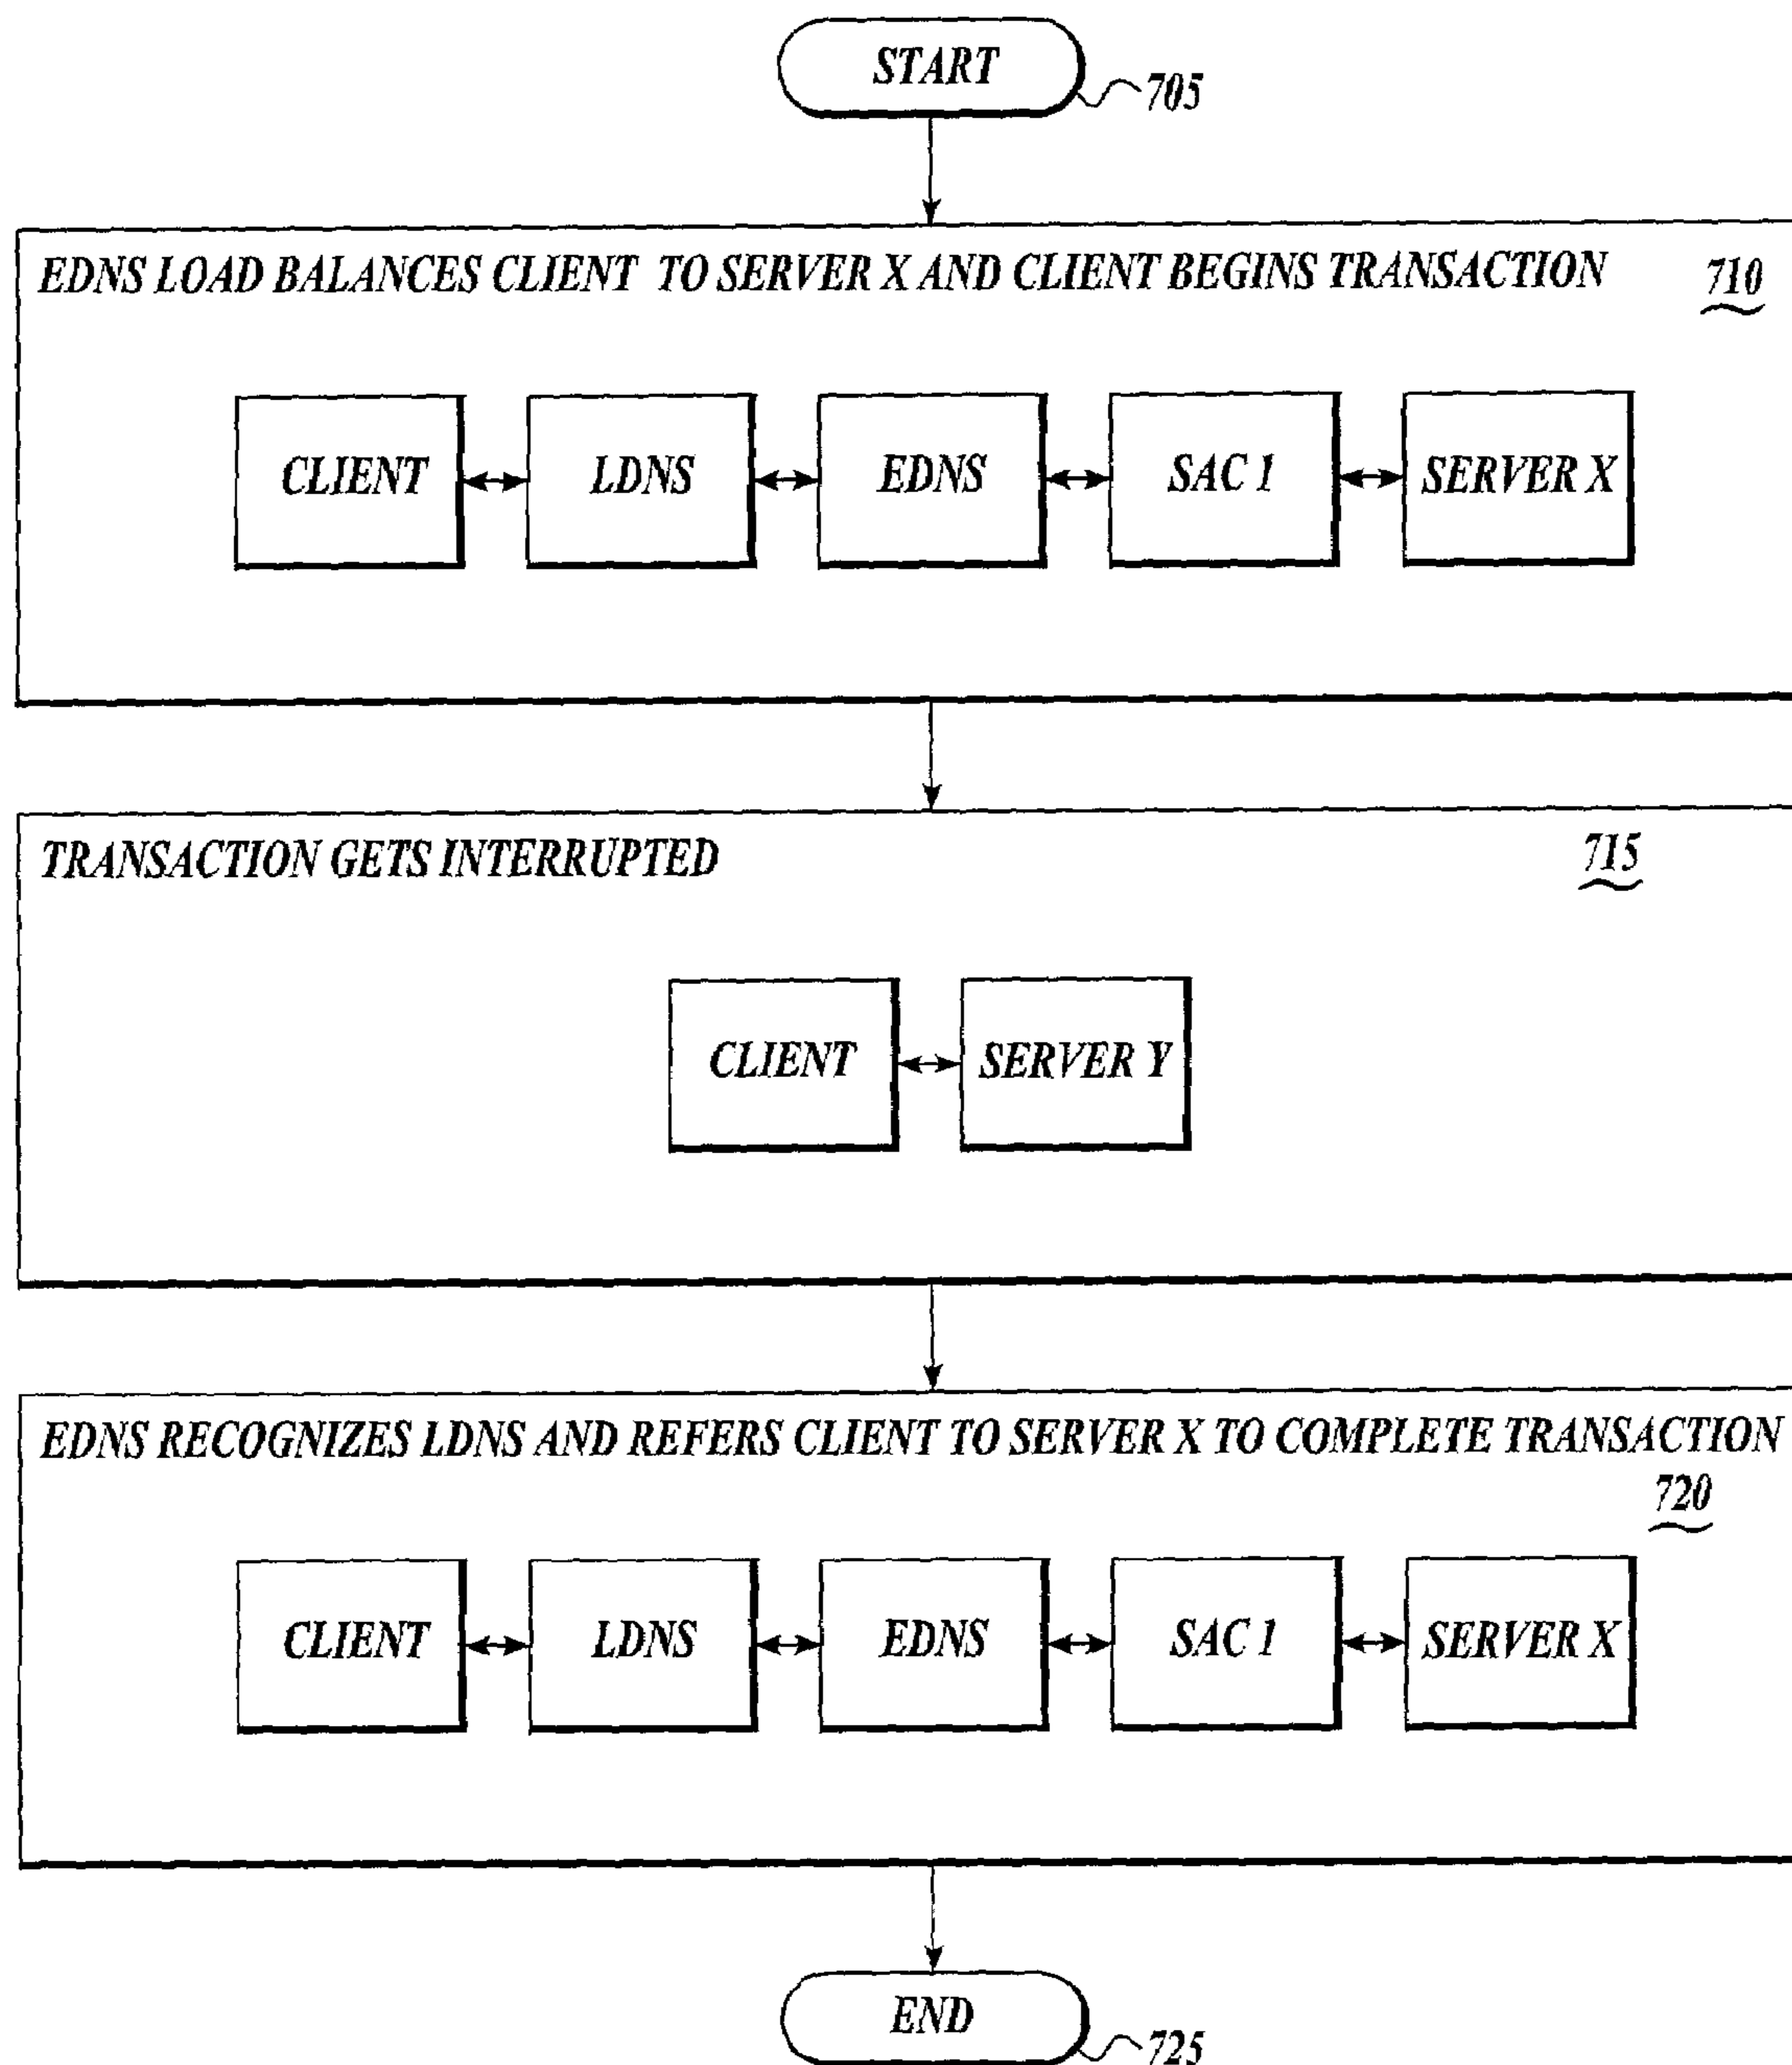 START
705
EDNS LOAD BALANCES CLIENT TO SERVER X AND CLIENT BEGINS TRANSACTION
710
CLIENT
LDNS
EDNS
SAC 1
SERVER X
TRANSACTION GETS INTERRUPTED
715
CLIENT
SERVER Y
EDNS RECOGNIZES LDNS AND REFERS CLIENT TO SERVER X TO COMPLETE TRANSACTION
720
CLIENT
LDNS
EDNS
SAC 1
SERVER X
END
725